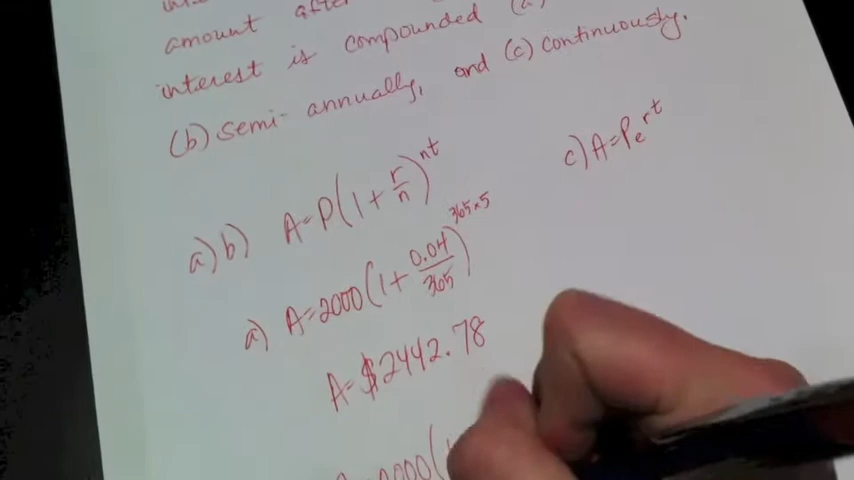 amount after
interest is compounded (a)
(b) semi-annually, and (c) continuously.
a) b) A=P(1+r/n)^nt
c) A=Pe^rt
a) A=2000(1+0.04/365)^365×5
A=$2442.78
2000(